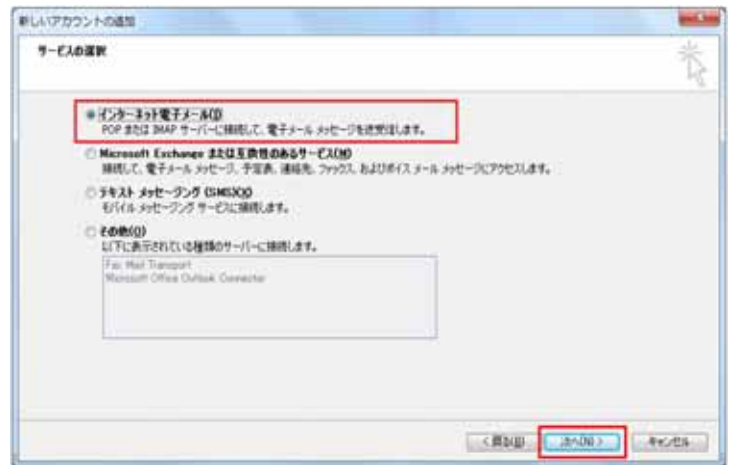 新しいアカウントの追加
サービスの選択
インターネット電子メール(I)
POP または IMAP サーバーに接続して、電子メール メッセージを送受信します。
Microsoft Exchange または互換性のあるサービス(M)
接続して、電子メール メッセージ、予定表、連絡先、ファックス、およびボイス メール メッセージにアクセスします。
テキスト メッセージング (SMS)(X)
モバイル メッセージング サービスに接続します。
その他(O)
以下に表示されている種類のサーバーに接続します。
Fax Mail Transport
Microsoft Office Outlook Connector
< 戻る(B)
次へ(N) >
キャンセル